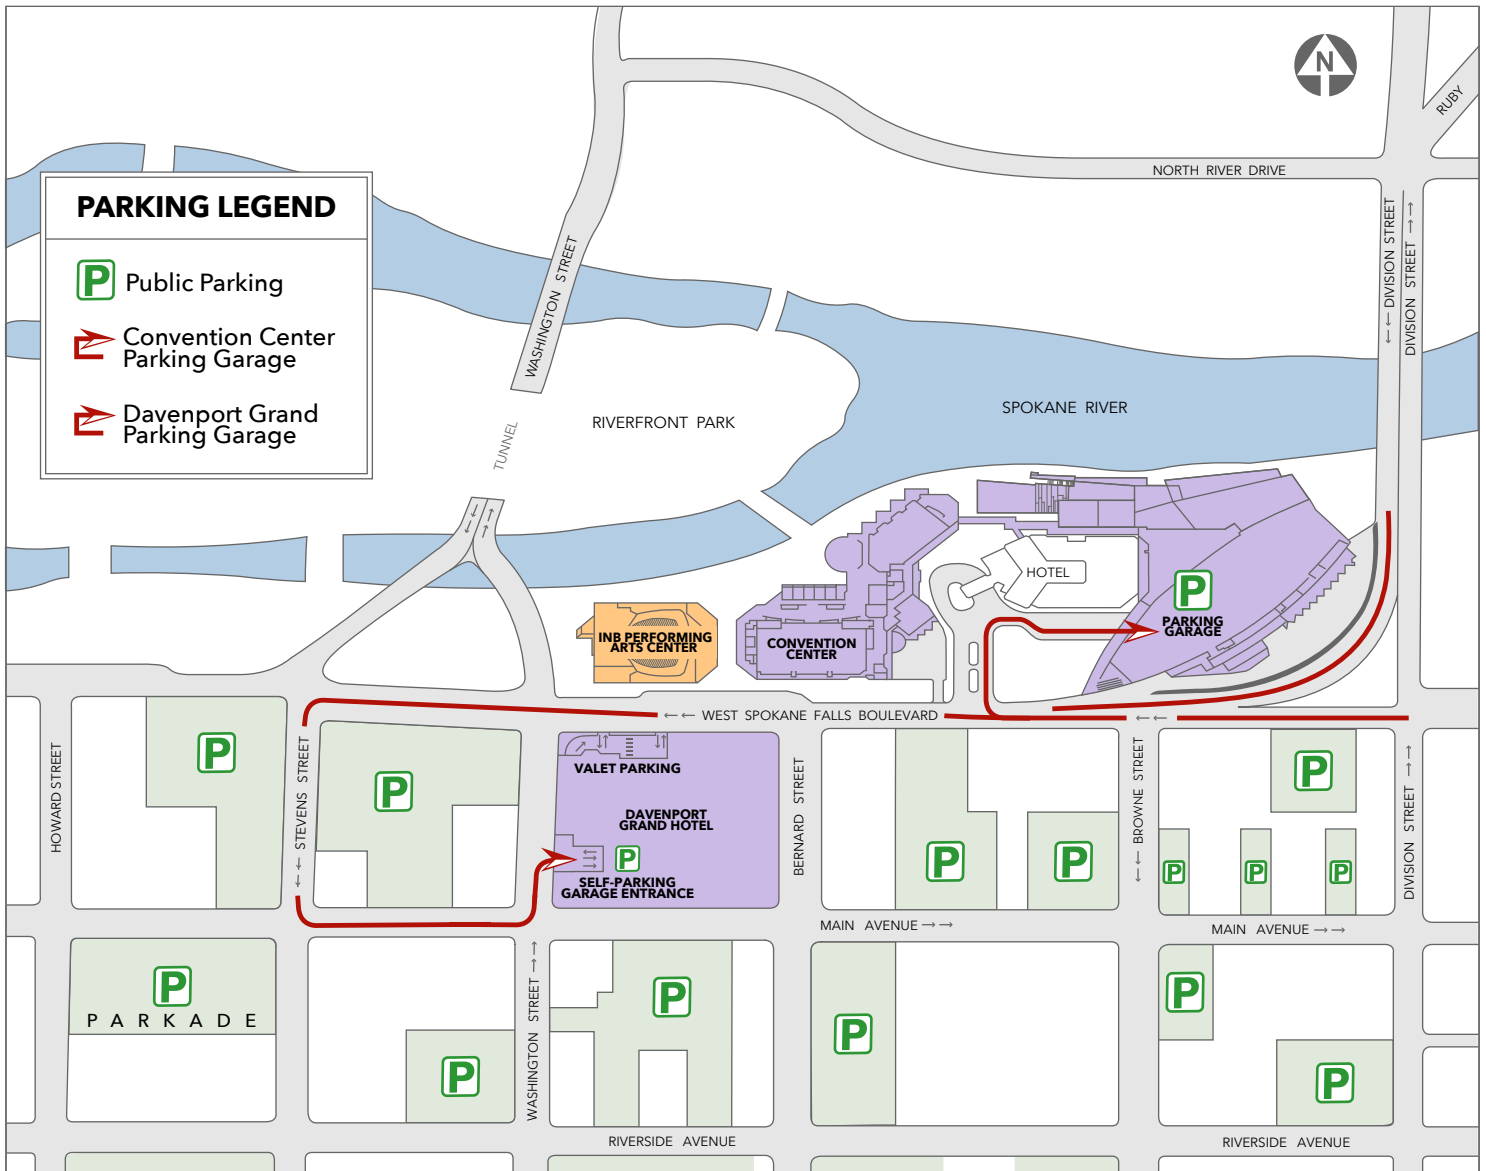 N
RUBY
NORTH RIVER DRIVE
PARKING LEGEND
P Public Parking
Convention Center
Parking Garage
Davenport Grand
Parking Garage
WASHINGTON STREET
←← DIVISION STREET
DIVISION STREET →→
TUNNEL
RIVERFRONT PARK
SPOKANE RIVER
HOTEL
P
PARKING
GARAGE
INB PERFORMING
ARTS CENTER
CONVENTION
CENTER
←← WEST SPOKANE FALLS BOULEVARD
←←
HOWARD STREET
P
←← STEVENS STREET
P
VALET PARKING
DAVENPORT
GRAND HOTEL
P
SELF-PARKING
GARAGE ENTRANCE
BERNARD STREET
P
P
←← BROWNE STREET
P
P
P
P
DIVISION STREET →→
MAIN AVENUE →→
MAIN AVENUE →→
P
PARKADE
P
WASHINGTON STREET →→
P
P
P
P
RIVERSIDE AVENUE
RIVERSIDE AVENUE